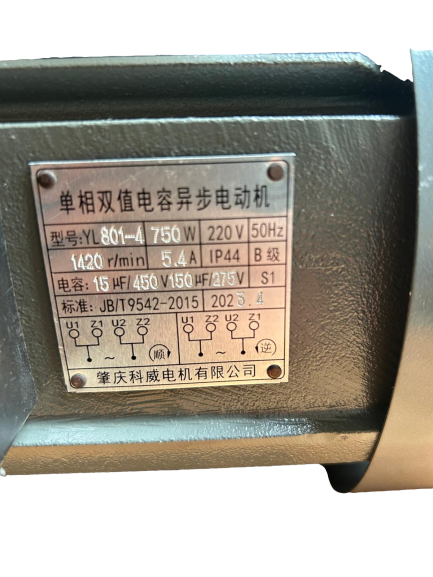 单相双值电容异步电动机
型号:YL 801-4 750 W 220 V 50Hz
1420 r/min 5.4 A IP44 B 级
电容: 15 μF/450 V 150 μF/275 V S1
标准: JB/T9542-2015 202 .4
U1 Z1 U2 Z2 U1 Z2 U2 Z1
~ 顺 ~ 逆
肇庆科威电机有限公司